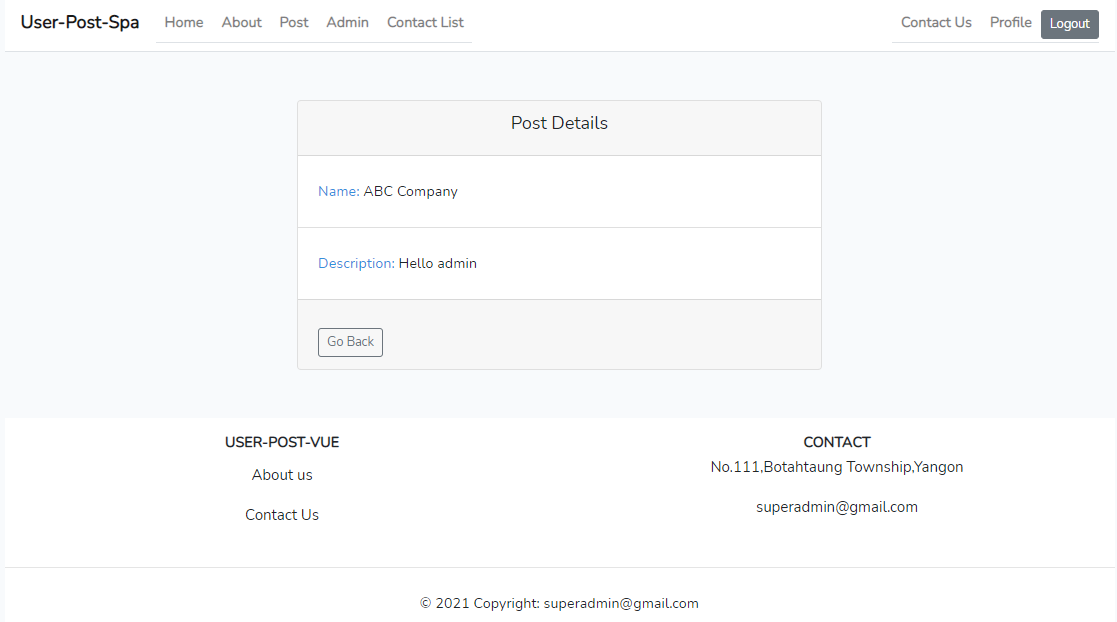 User-Post-Spa Home About Post Admin Contact List Contact Us Profile Logout
Post Details
Name: ABC Company
Description: Hello admin
Go Back
USER-POST-VUE
About us
Contact Us
CONTACT
No.111,Botahtaung Township,Yangon
superadmin@gmail.com
© 2021 Copyright: superadmin@gmail.com